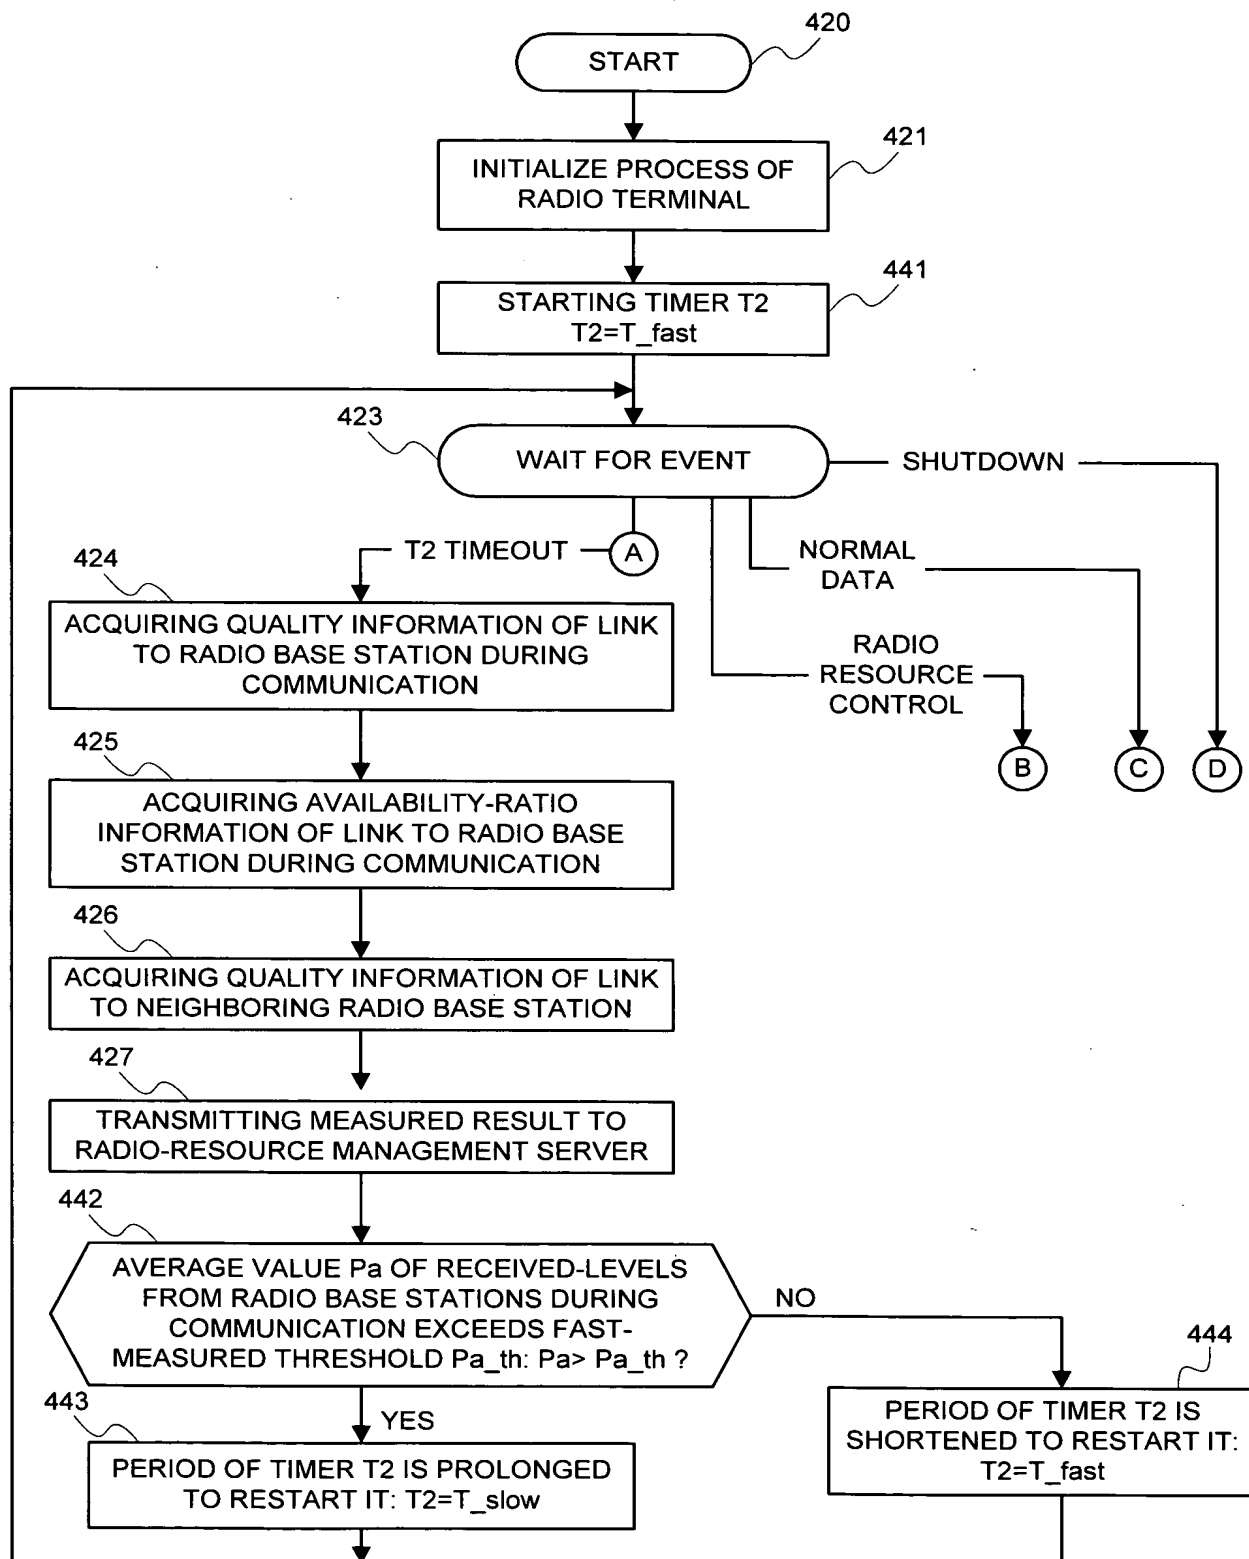 420
START
421
INITIALIZE PROCESS OF
RADIO TERMINAL
441
STARTING TIMER T2
T2=T_fast
423
WAIT FOR EVENT
SHUTDOWN
A
T2 TIMEOUT
NORMAL
DATA
RADIO
RESOURCE
CONTROL
B
C
D
424
ACQUIRING QUALITY INFORMATION OF LINK
TO RADIO BASE STATION DURING
COMMUNICATION
425
ACQUIRING AVAILABILITY-RATIO
INFORMATION OF LINK TO RADIO BASE
STATION DURING COMMUNICATION
426
ACQUIRING QUALITY INFORMATION OF LINK
TO NEIGHBORING RADIO BASE STATION
427
TRANSMITTING MEASURED RESULT TO
RADIO-RESOURCE MANAGEMENT SERVER
442
AVERAGE VALUE Pa OF RECEIVED-LEVELS
FROM RADIO BASE STATIONS DURING
COMMUNICATION EXCEEDS FAST-
MEASURED THRESHOLD Pa_th: Pa> Pa_th ?
NO
YES
443
PERIOD OF TIMER T2 IS PROLONGED
TO RESTART IT: T2=T_slow
444
PERIOD OF TIMER T2 IS
SHORTENED TO RESTART IT:
T2=T_fast